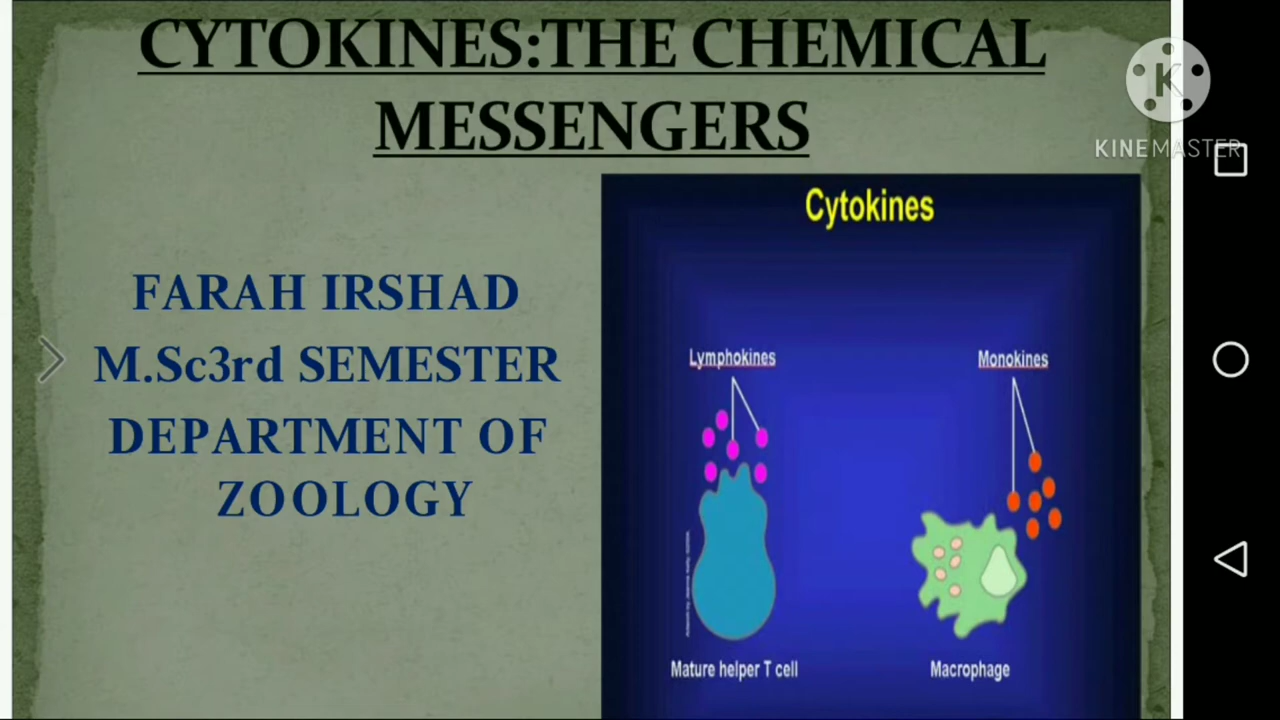 CYTOKINES:THE CHEMICAL
MESSENGERS
K
KINEMASTER
FARAH IRSHAD
M.Sc3rd SEMESTER
DEPARTMENT OF
ZOOLOGY
Cytokines
Lymphokines
Monokines
Mature helper T cell
Macrophage